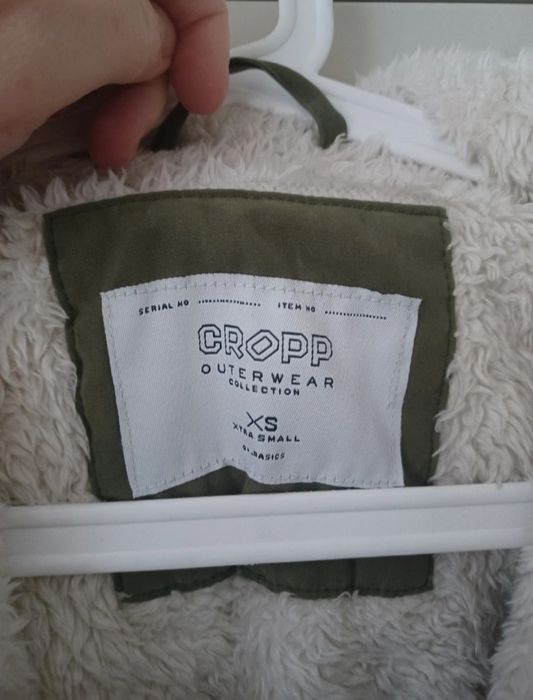 SERIAL NO .............. ITEM NO ..............
CROPP
OUTERWEAR
COLLECTION
XS
XTRA SMALL
BASICS